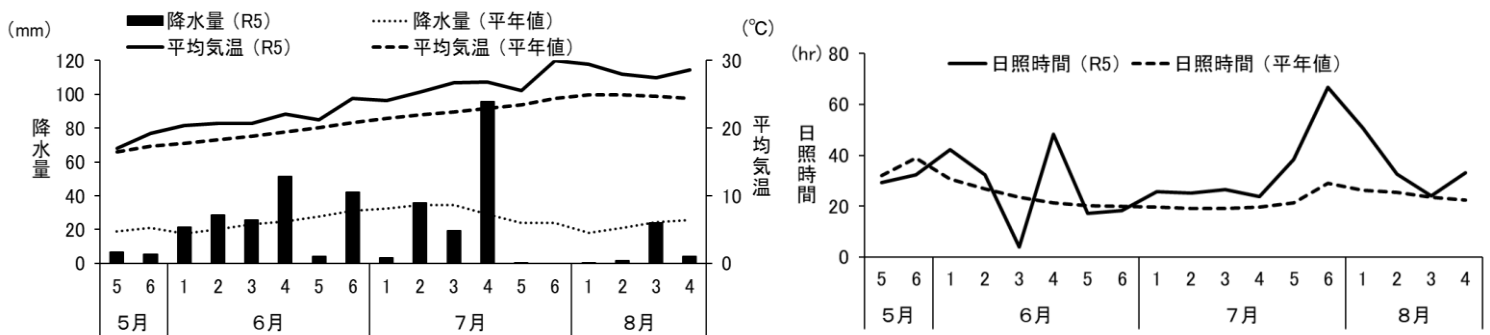 (mm)
降水量（R5）
降水量（平年値）
平均気温（R5）
平均気温（平年値）
(℃)
120
100
80
60
40
20
0
降水量
30
20
10
0
平均気温
5 6 1 2 3 4 5 6 1 2 3 4 5 6 1 2 3 4
5月 6月 7月 8月
(hr)
80
60
40
20
0
日照時間
日照時間（R5） 日照時間（平年値）
5 6 1 2 3 4 5 6 1 2 3 4 5 6 1 2 3 4
5月 6月 7月 8月